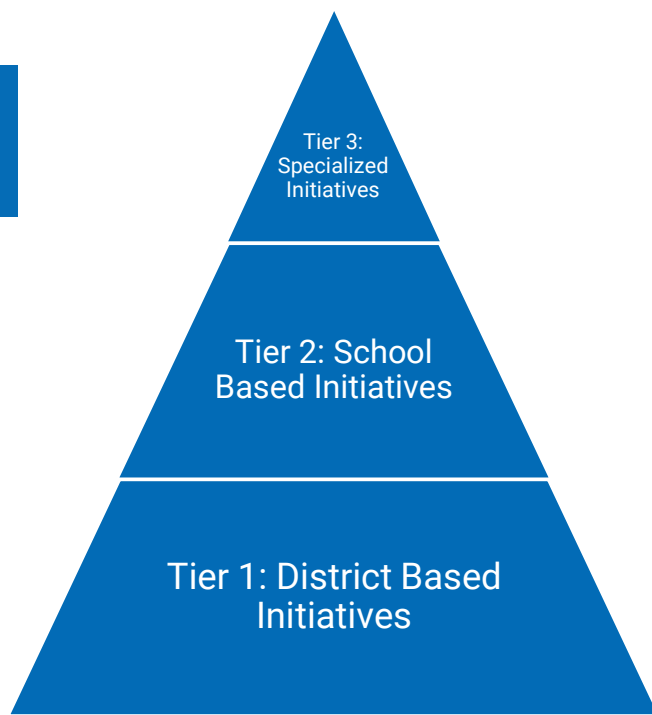 Tier 3:
Specialized
Initiatives
Tier 2: School
Based Initiatives
Tier 1: District Based
Initiatives